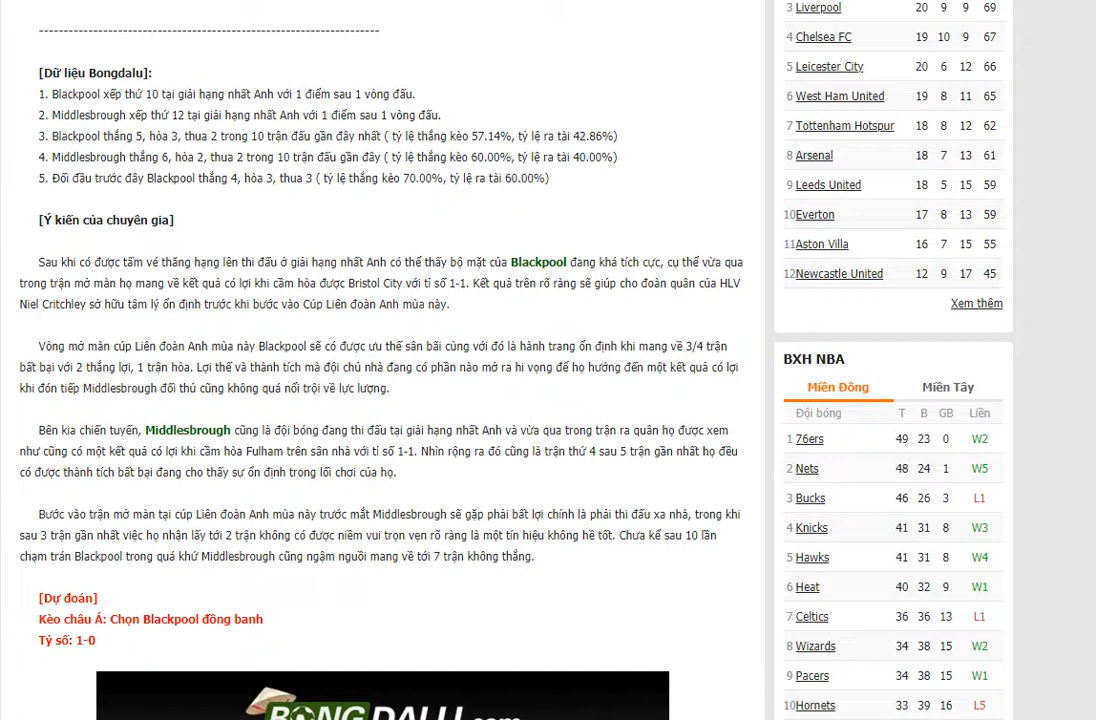 --------------------------------------------------------------------
[Dữ liệu Bongdalu]:
1. Blackpool xếp thứ 10 tại giải hạng nhất Anh với 1 điểm sau 1 vòng đấu.
2. Middlesbrough xếp thứ 12 tại giải hạng nhất Anh với 1 điểm sau 1 vòng đấu.
3. Blackpool thắng 5, hòa 3, thua 2 trong 10 trận đấu gần đây nhất ( tỷ lệ thắng kèo 57.14%, tỷ lệ ra tài 42.86%)
4. Middlesbrough thắng 6, hòa 2, thua 2 trong 10 trận đấu gần đây ( tỷ lệ thắng kèo 60.00%, tỷ lệ ra tài 40.00%)
5. Đối đầu trước đây Blackpool thắng 4, hòa 3, thua 3 ( tỷ lệ thắng kèo 70.00%, tỷ lệ ra tài 60.00%)
[Ý kiến của chuyên gia]
Sau khi có được tấm vé thăng hạng lên thi đấu ở giải hạng nhất Anh có thể thấy bộ mặt của Blackpool đang khá tích cực, cụ thể vừa qua
trong trận mở màn họ mang về kết quả có lợi khi cầm hòa được Bristol City với tỉ số 1-1. Kết quả trên rõ ràng sẽ giúp cho đoàn quân của HLV
Niel Critchley sở hữu tâm lý ổn định trước khi bước vào Cúp Liên đoàn Anh mùa này.
Vòng mở màn cúp Liên đoàn Anh mùa này Blackpool sẽ có được ưu thế sân bãi cùng với đó là hành trang ổn định khi mang về 3/4 trận
bất bại với 2 thắng lợi, 1 trận hòa. Lợi thế và thành tích mà đội chủ nhà đang có phần nào mở ra hi vọng để họ hướng đến một kết quả có lợi
khi đón tiếp Middlesbrough đối thủ cũng không quá nổi trội về lực lượng.
Bên kia chiến tuyến, Middlesbrough cũng là đội bóng đang thi đấu tại giải hạng nhất Anh và vừa qua trong trận ra quân họ được xem
như cũng có một kết quả có lợi khi cầm hòa Fulham trên sân nhà với tỉ số 1-1. Nhìn rộng ra đó cũng là trận thứ 4 sau 5 trận gần nhất họ đều
có được thành tích bất bại đang cho thấy sự ổn định trong lối chơi của họ.
Bước vào trận mở màn tại cúp Liên đoàn Anh mùa này trước mắt Middlesbrough sẽ gặp phải bất lợi chính là phải thi đấu xa nhà, trong khi
sau 3 trận gần nhất việc họ nhận lấy tới 2 trận không có được niềm vui trọn vẹn rõ ràng là một tín hiệu không hề tốt. Chưa kể sau 10 lần
chạm trán Blackpool trong quá khứ Middlesbrough cũng ngậm nguồi mang về tới 7 trận không thắng.
[Dự đoán]
Kèo châu Á: Chọn Blackpool đồng banh
Tỷ số: 1-0
BONGDALU.com
3 Liverpool 20 9 9 69
4 Chelsea FC 19 10 9 67
5 Leicester City 20 6 12 66
6 West Ham United 19 8 11 65
7 Tottenham Hotspur 18 8 12 62
8 Arsenal 18 7 13 61
9 Leeds United 18 5 15 59
10 Everton 17 8 13 59
11 Aston Villa 16 7 15 55
12 Newcastle United 12 9 17 45
Xem thêm
BXH NBA
Miền Đông Miền Tây
Đội bóng T B GB Liên
1 76ers 49 23 0 W2
2 Nets 48 24 1 W5
3 Bucks 46 26 3 L1
4 Knicks 41 31 8 W3
5 Hawks 41 31 8 W4
6 Heat 40 32 9 W1
7 Celtics 36 36 13 L1
8 Wizards 34 38 15 W2
9 Pacers 34 38 15 W1
10 Hornets 33 39 16 L5